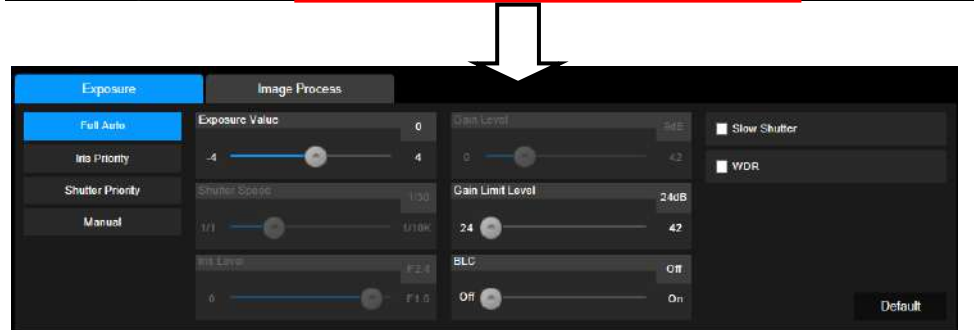 Exposure
Image Process
Full Auto
Iris Priority
Shutter Priority
Manual
Exposure Value
0
-4
4
Shutter Speed
1/30
1/1
1/10K
Iris Level
F2.4
0
F1.6
Gain Level
0
42
Gain Limit Level
24dB
24
42
BLC
Off
Off
On
Slow Shutter
WDR
Default